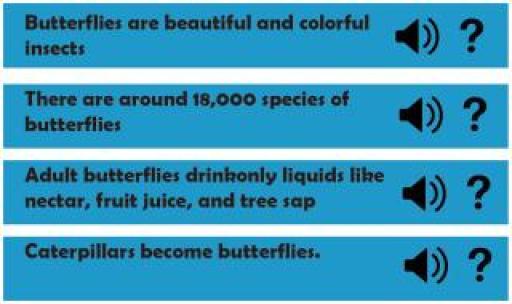 Butterflies are beautiful and colorful
insects
?
There are around 18,000 species of
butterflies
?
Adult butterflies drinkonly liquids like
nectar, fruit juice, and tree sap
?
Caterpillars become butterflies.
?